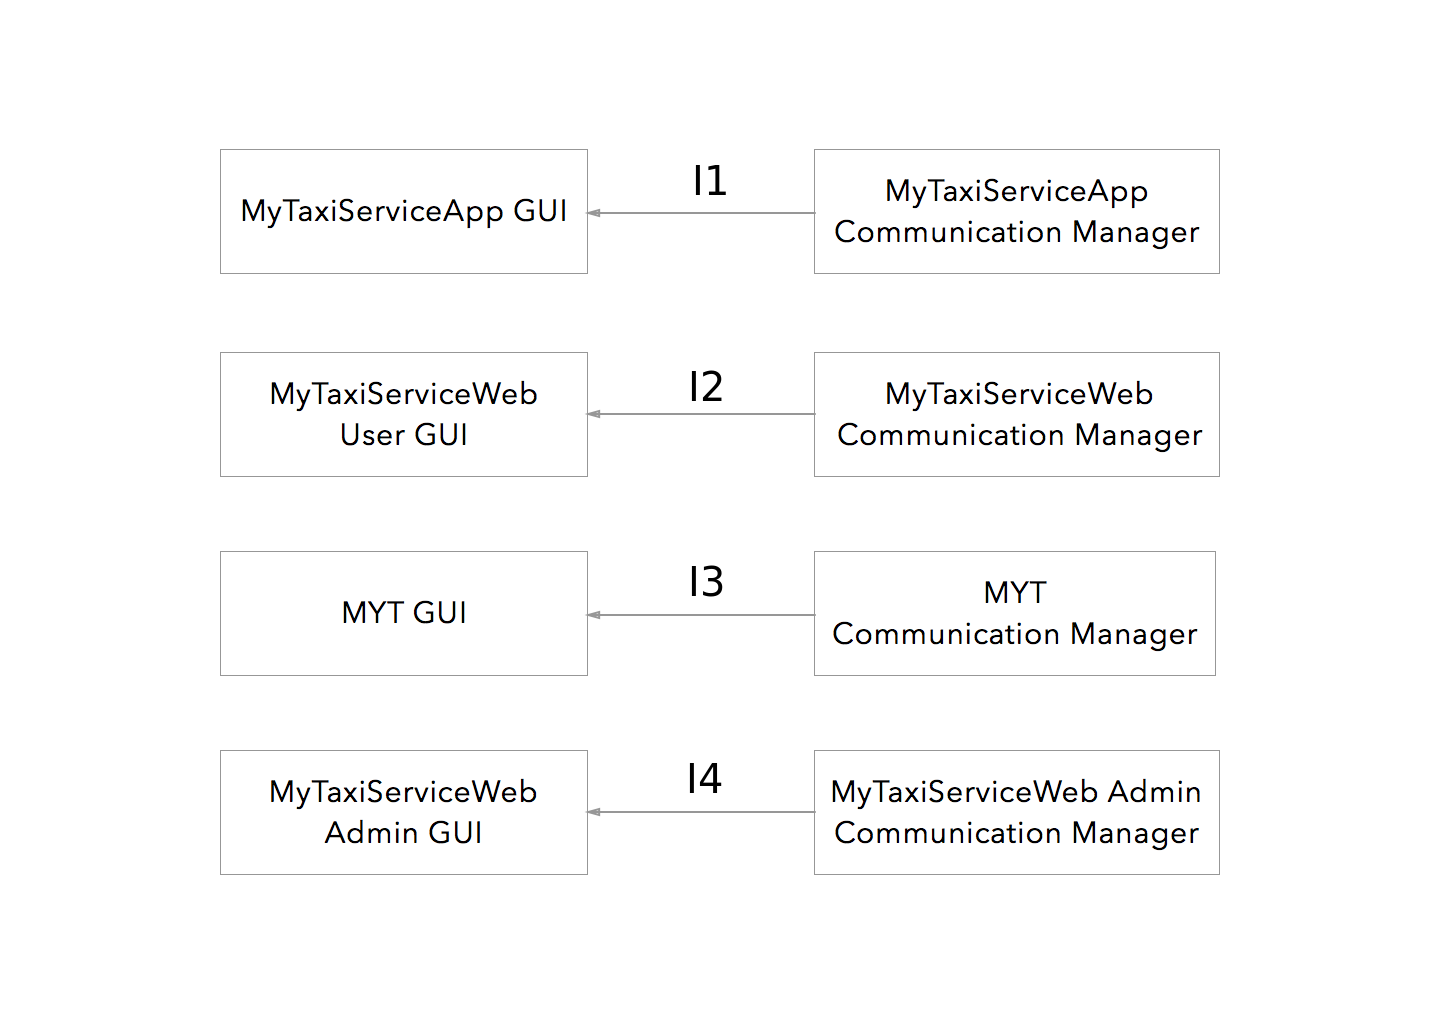 MyTaxiServiceApp GUI
I1
MyTaxiServiceApp
Communication Manager
MyTaxiServiceWeb
User GUI
I2
MyTaxiServiceWeb
Communication Manager
MYT GUI
I3
MYT
Communication Manager
MyTaxiServiceWeb
Admin GUI
I4
MyTaxiServiceWeb Admin
Communication Manager